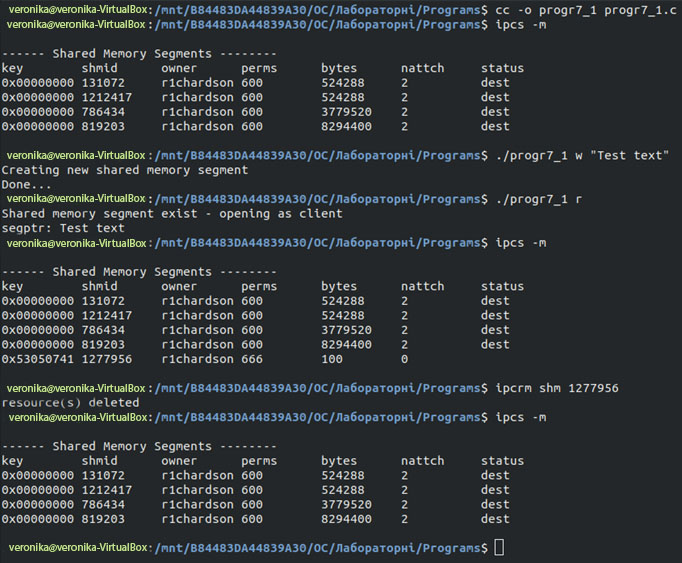 veronika@veronika-VirtualBox:/mnt/B84483DA44839A30/ОС/Лабораторні/Programs$ cc -o progr7_1 progr7_1.c
veronika@veronika-VirtualBox:/mnt/B84483DA44839A30/ОС/Лабораторні/Programs$ ipcs -m
------ Shared Memory Segments --------
key shmid owner perms bytes nattch status
0x00000000 131072 r1chardson 600 524288 2 dest
0x00000000 1212417 r1chardson 600 524288 2 dest
0x00000000 786434 r1chardson 600 3779520 2 dest
0x00000000 819203 r1chardson 600 8294400 2 dest
veronika@veronika-VirtualBox:/mnt/B84483DA44839A30/ОС/Лабораторні/Programs$ ./progr7_1 w "Test text"
Creating new shared memory segment
Done...
veronika@veronika-VirtualBox:/mnt/B84483DA44839A30/ОС/Лабораторні/Programs$ ./progr7_1 r
Shared memory segment exist - opening as client
segptr: Test text
veronika@veronika-VirtualBox:/mnt/B84483DA44839A30/ОС/Лабораторні/Programs$ ipcs -m
------ Shared Memory Segments --------
key shmid owner perms bytes nattch status
0x00000000 131072 r1chardson 600 524288 2 dest
0x00000000 1212417 r1chardson 600 524288 2 dest
0x00000000 786434 r1chardson 600 3779520 2 dest
0x00000000 819203 r1chardson 600 8294400 2 dest
0x53050741 1277956 r1chardson 666 100 0
veronika@veronika-VirtualBox:/mnt/B84483DA44839A30/ОС/Лабораторні/Programs$ ipcrm shm 1277956
resource(s) deleted
veronika@veronika-VirtualBox:/mnt/B84483DA44839A30/ОС/Лабораторні/Programs$ ipcs -m
------ Shared Memory Segments --------
key shmid owner perms bytes nattch status
0x00000000 131072 r1chardson 600 524288 2 dest
0x00000000 1212417 r1chardson 600 524288 2 dest
0x00000000 786434 r1chardson 600 3779520 2 dest
0x00000000 819203 r1chardson 600 8294400 2 dest
veronika@veronika-VirtualBox:/mnt/B84483DA44839A30/ОС/Лабораторні/Programs$